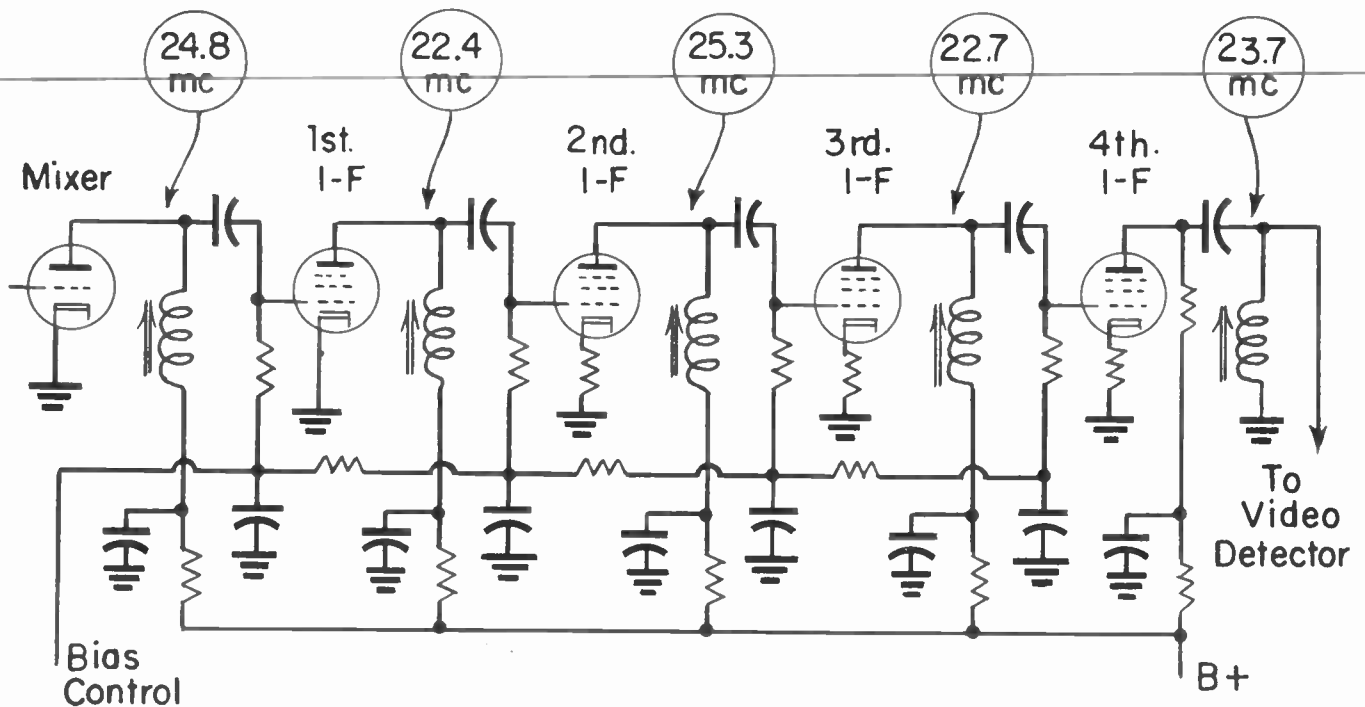 24.8
mc
22.4
mc
25.3
mc
22.7
mc
23.7
mc
Mixer
1st.
I-F
2nd.
I-F
3rd.
I-F
4th.
I-F
To
Video
Detector
Bias
Control
B+